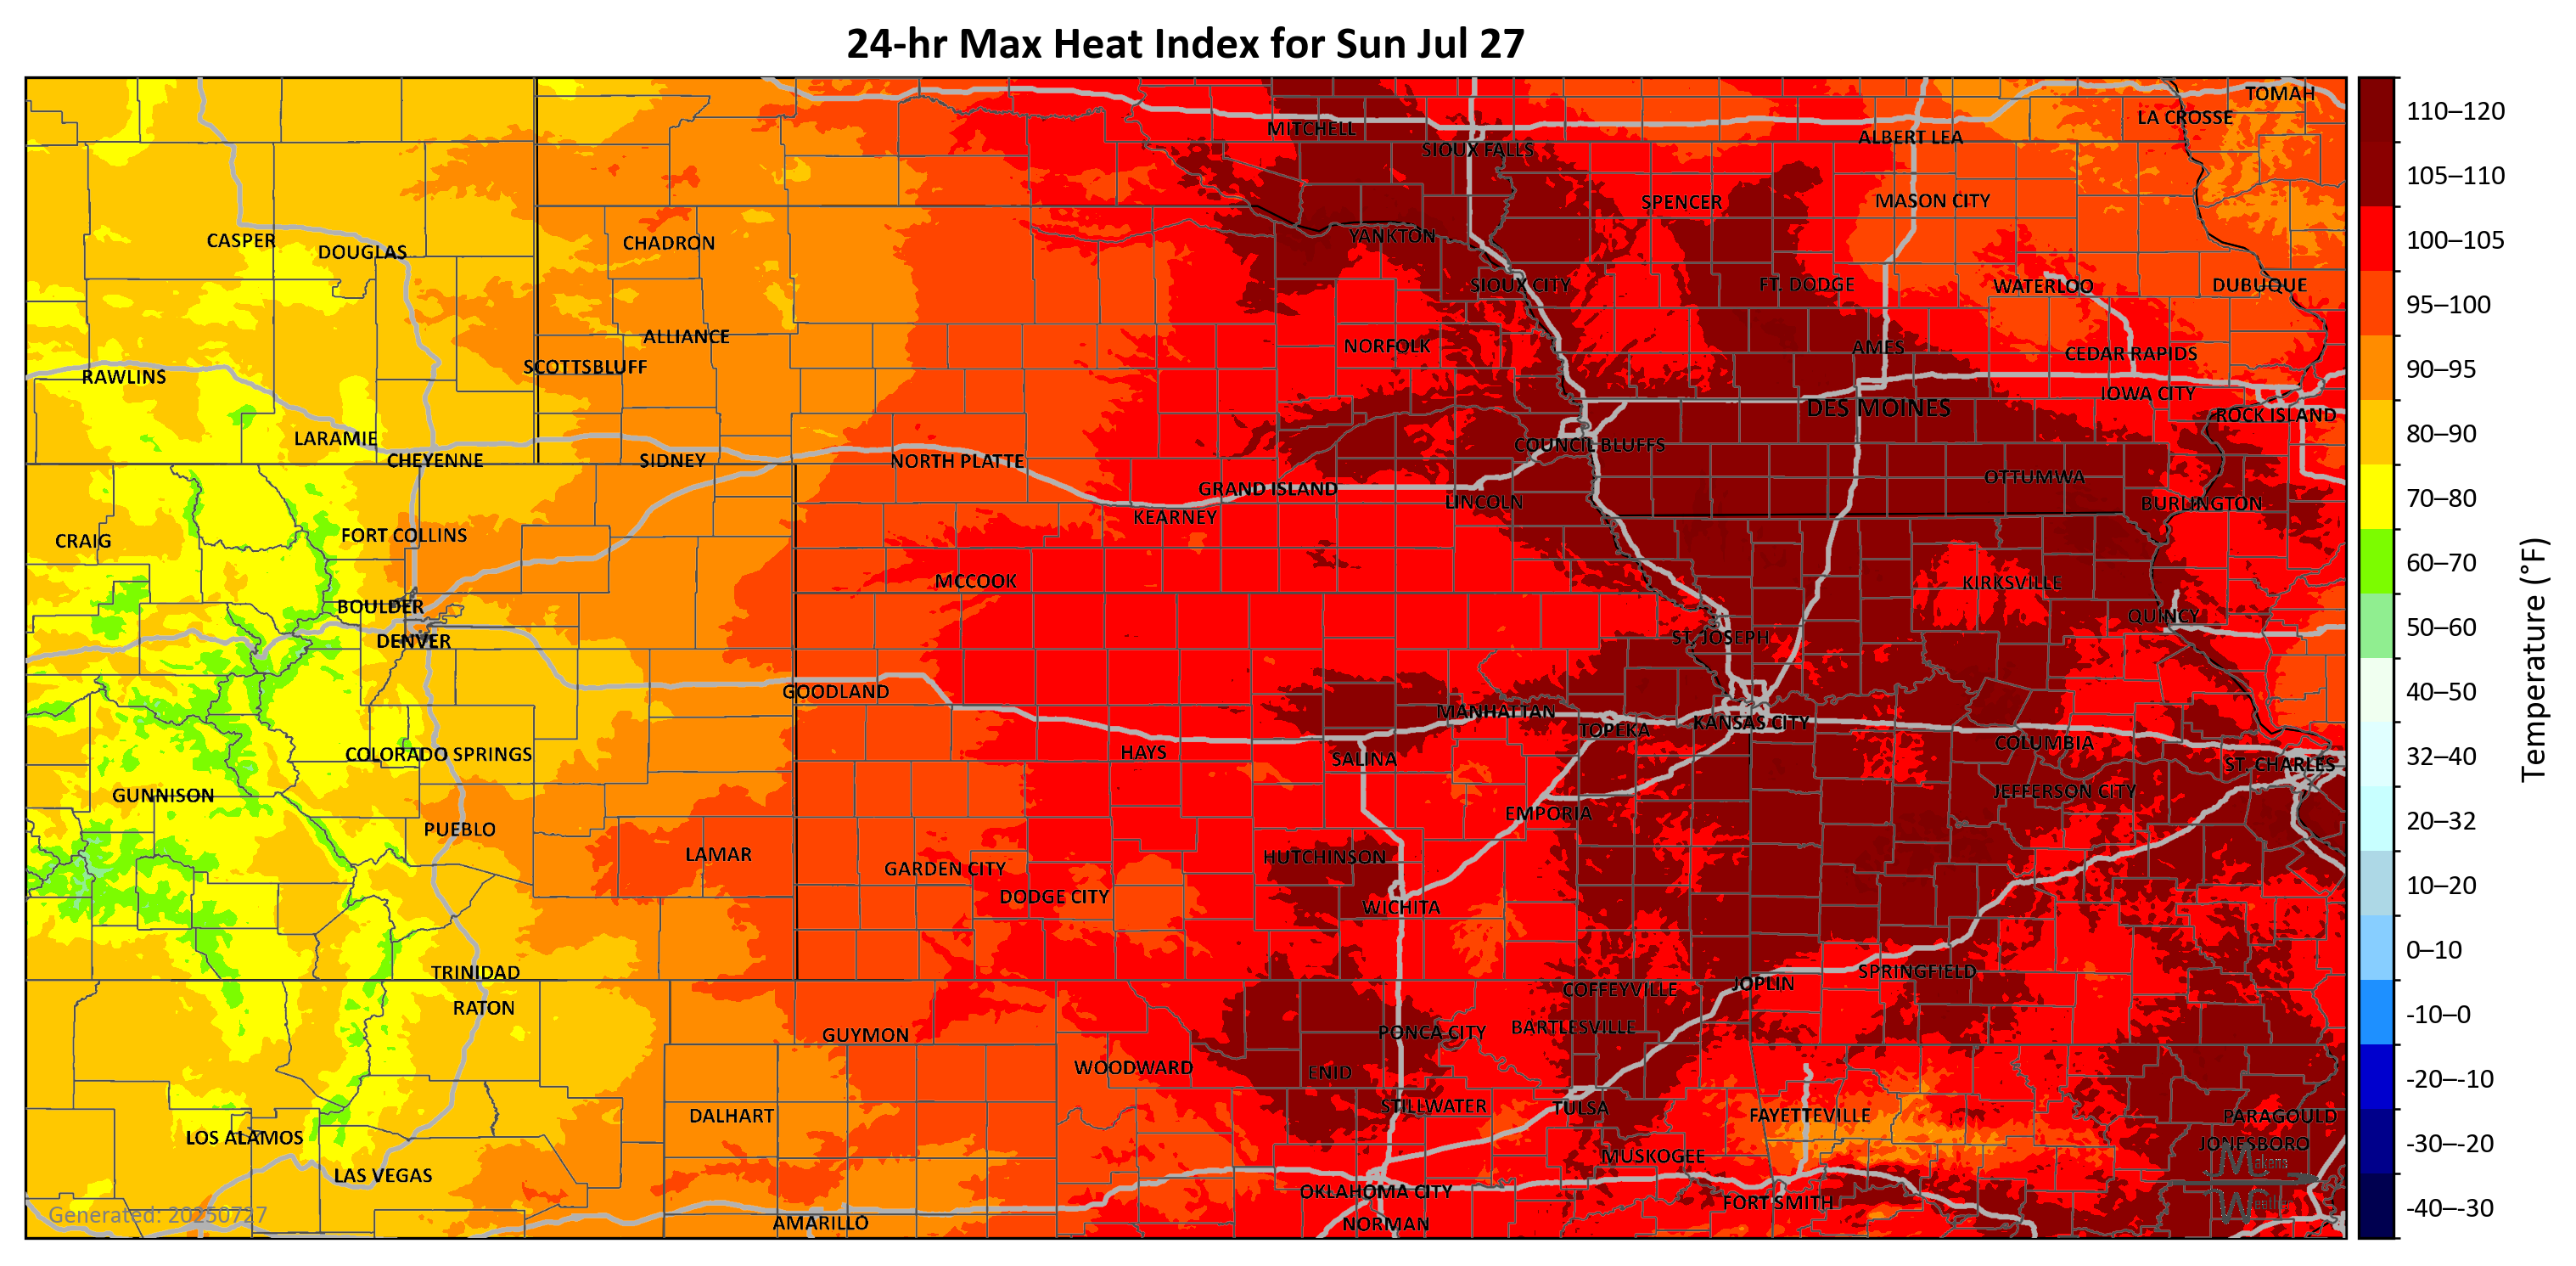 24-hr Max Heat Index for Sun Jul 27
TOMAH
LA CROSSE
MITCHELL
ALBERT LEA
SIOUX FALLS
SPENCER
MASON CITY
YANKTON
CASPER
CHADRON
DOUGLAS
SIOUX CITY
FT. DODGE
WATERLOO
DUBUQUE
ALLIANCE
NORFOLK
AMES
CEDAR RAPIDS
SCOTTSBLUFF
RAWLINS
IOWA CITY
DES MOINES
ROCK ISLAND
LARAMIE
COUNCIL BLUFFS
CHEYENNE
SIDNEY
NORTH PLATTE
OTTUMWA
GRAND ISLAND
LINCOLN
BURLINGTON
KEARNEY
FORT COLLINS
CRAIG
MCCOOK
KIRKSVILLE
BOULDER
QUINCY
DENVER
ST. JOSEPH
GOODLAND
MANHATTAN
TOPEKA
KANSAS CITY
COLUMBIA
COLORADO SPRINGS
HAYS
SALINA
ST. CHARLES
GUNNISON
JEFFERSON CITY
EMPORIA
PUEBLO
LAMAR
HUTCHINSON
GARDEN CITY
DODGE CITY
WICHITA
TRINIDAD
SPRINGFIELD
JOPLIN
COFFEYVILLE
RATON
BARTLESVILLE
GUYMON
PONCA CITY
WOODWARD
ENID
STILLWATER
TULSA
DALHART
FAYETTEVILLE
PARAGOULD
LOS ALAMOS
JONESBORO
MUSKOGEE
Makens
LAS VEGAS
OKLAHOMA CITY
FORT SMITH
Weather
Generated: 20250727
AMARILLO
NORMAN
110–120
105–110
100–105
95–100
90–95
80–90
70–80
60–70
50–60
40–50
32–40
20–32
10–20
0–10
-10–0
-20–-10
-30–-20
-40–-30
Temperature (°F)